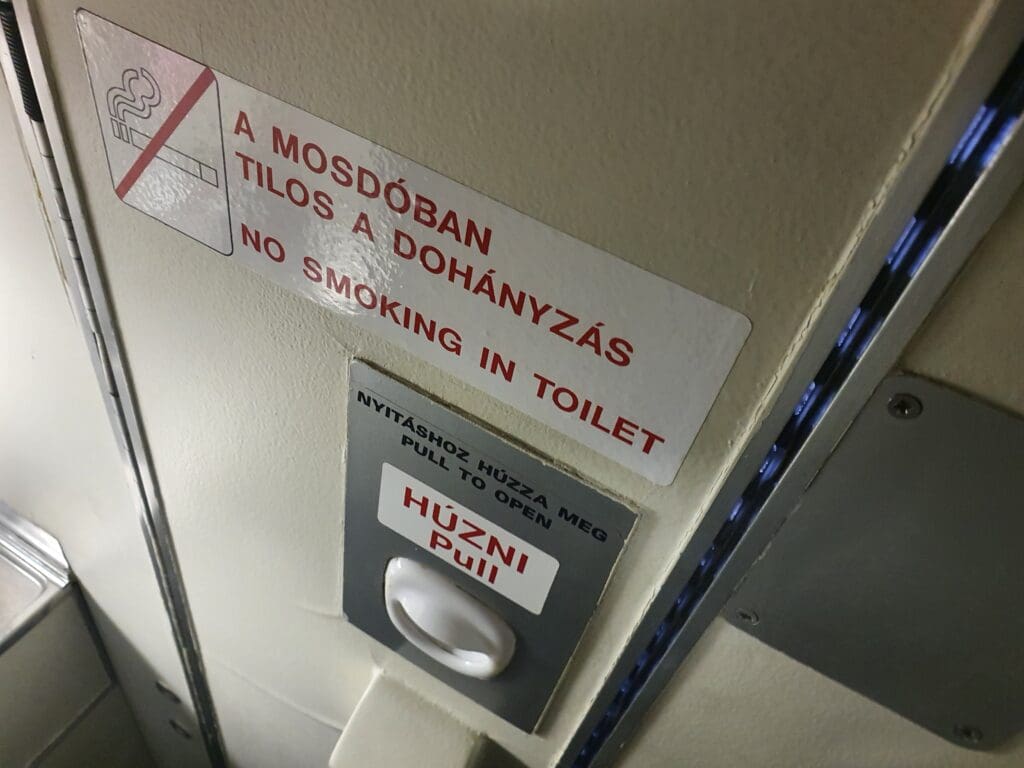 A MOSDÓBAN
TILOS A DOHÁNYZÁS
NO SMOKING IN TOILET
NYITÁSHOZ HÚZZA MEG
PULL TO OPEN
HÚZNI
Pull